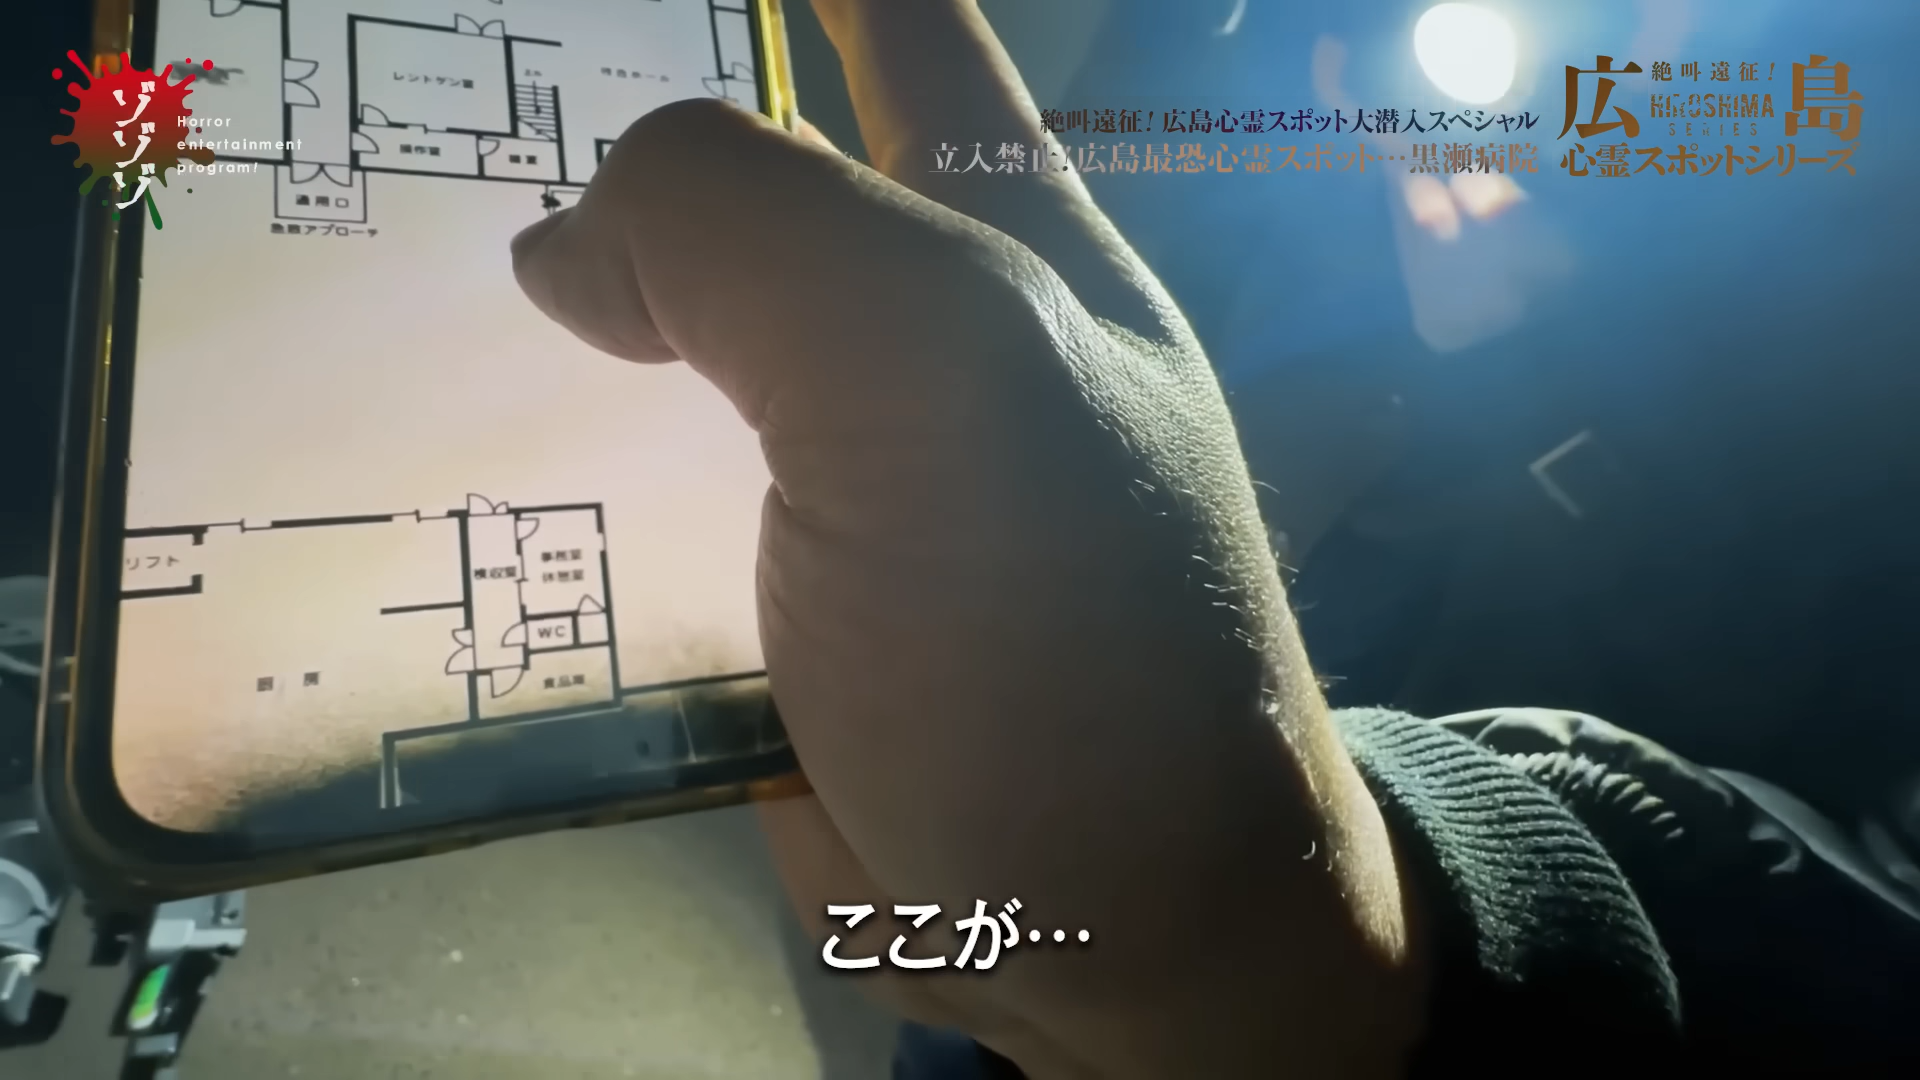 ゾゾゾ
Horror
entertainment
program!
絶叫遠征！広島心霊スポット大潜入スペシャル
立入禁止！広島最恐心霊スポット…黒瀬病院
広島
絶叫遠征！
HIROSHIMA
SERIES
心霊スポットシリーズ
レントゲン室
操作室
暗室
通用口
急患アプローチ
リフト
検収室
事務室
休憩室
WC
食品庫
厨房
ここが…